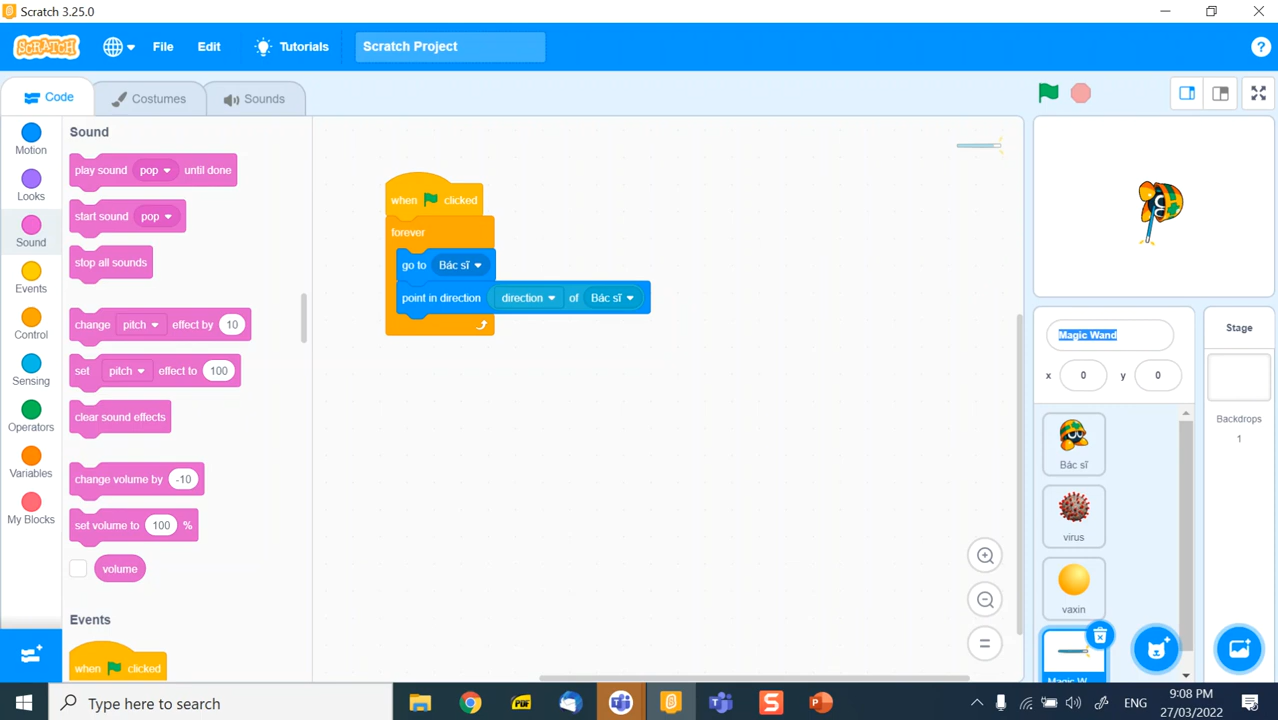 Scratch 3.25.0
SCRATCH
File
Edit
Tutorials
Scratch Project
?
Code
Costumes
Sounds
Motion
Looks
Sound
Events
Control
Sensing
Operators
Variables
My Blocks
Sound
play sound pop until done
start sound pop
stop all sounds
change pitch effect by 10
set pitch effect to 100
clear sound effects
change volume by -10
set volume to 100 %
volume
Events
when clicked
when clicked
forever
go to Bác sĩ
point in direction direction of Bác sĩ
Magic Wand
x 0 y 0
Bác sĩ
virus
vaxin
Magic W...
Stage
Backdrops
1
Type here to search
PDF
S
P
ENG
9:08 PM
27/03/2022